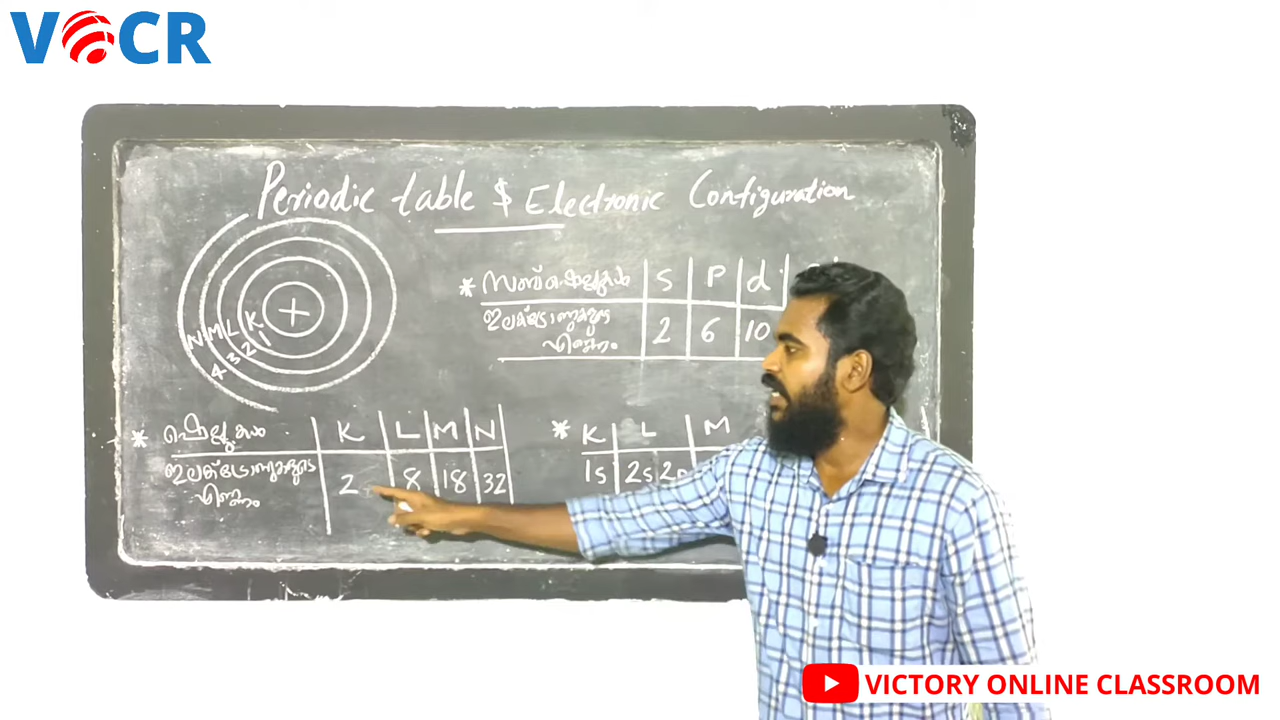 VOCR
Periodic table $ Electronic Configuration
* സബ്ഷെല്ലുകൾ S P d
ഇലക്ട്രോണുകളുടെ
എണ്ണം 2 6 10
K
L
M
N
1
2
3
4
+
* ഷെല്ലുകൾ K L M N
ഇലക്ട്രോണുകളുടെ
എണ്ണം 2 8 18 32
* K L M
1s 2s 2p
VICTORY ONLINE CLASSROOM